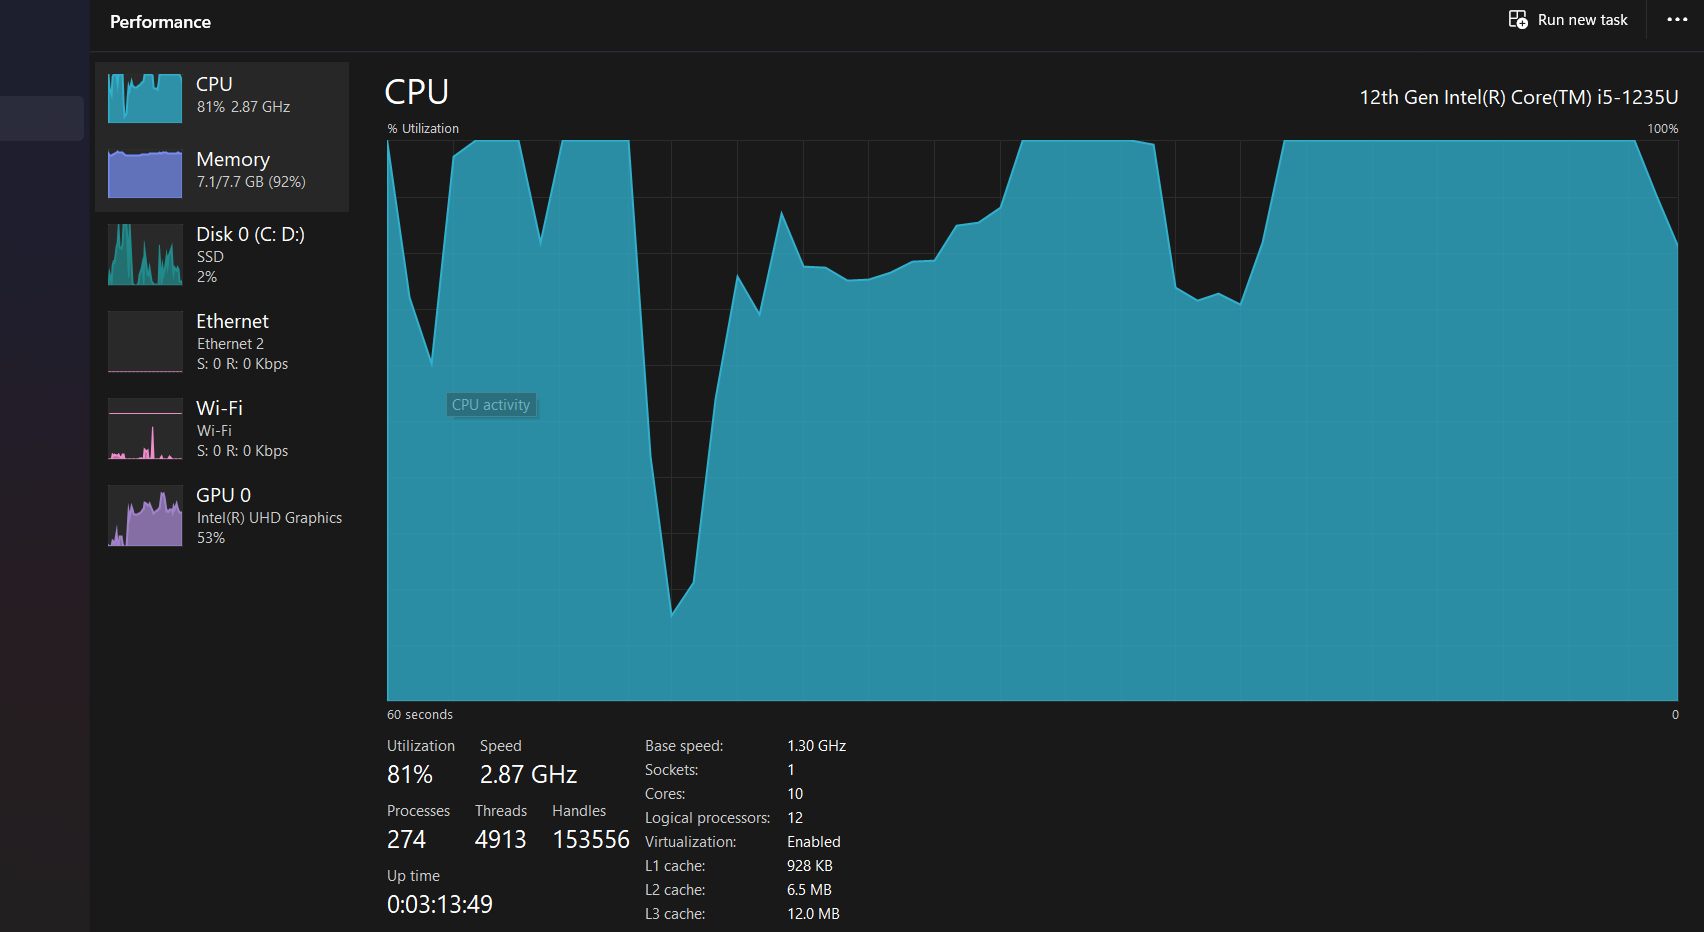 Performance
Run new task
CPU
81% 2.87 GHz
Memory
7.1/7.7 GB (92%)
Disk 0 (C: D:)
SSD
2%
Ethernet
Ethernet 2
S: 0 R: 0 Kbps
Wi-Fi
Wi-Fi
S: 0 R: 0 Kbps
GPU 0
Intel(R) UHD Graphics
53%
CPU
12th Gen Intel(R) Core(TM) i5-1235U
% Utilization
100%
CPU activity
60 seconds
0
Utilization
81%
Speed
2.87 GHz
Processes
274
Threads
4913
Handles
153556
Up time
0:03:13:49
Base speed: 1.30 GHz
Sockets: 1
Cores: 10
Logical processors: 12
Virtualization: Enabled
L1 cache: 928 KB
L2 cache: 6.5 MB
L3 cache: 12.0 MB